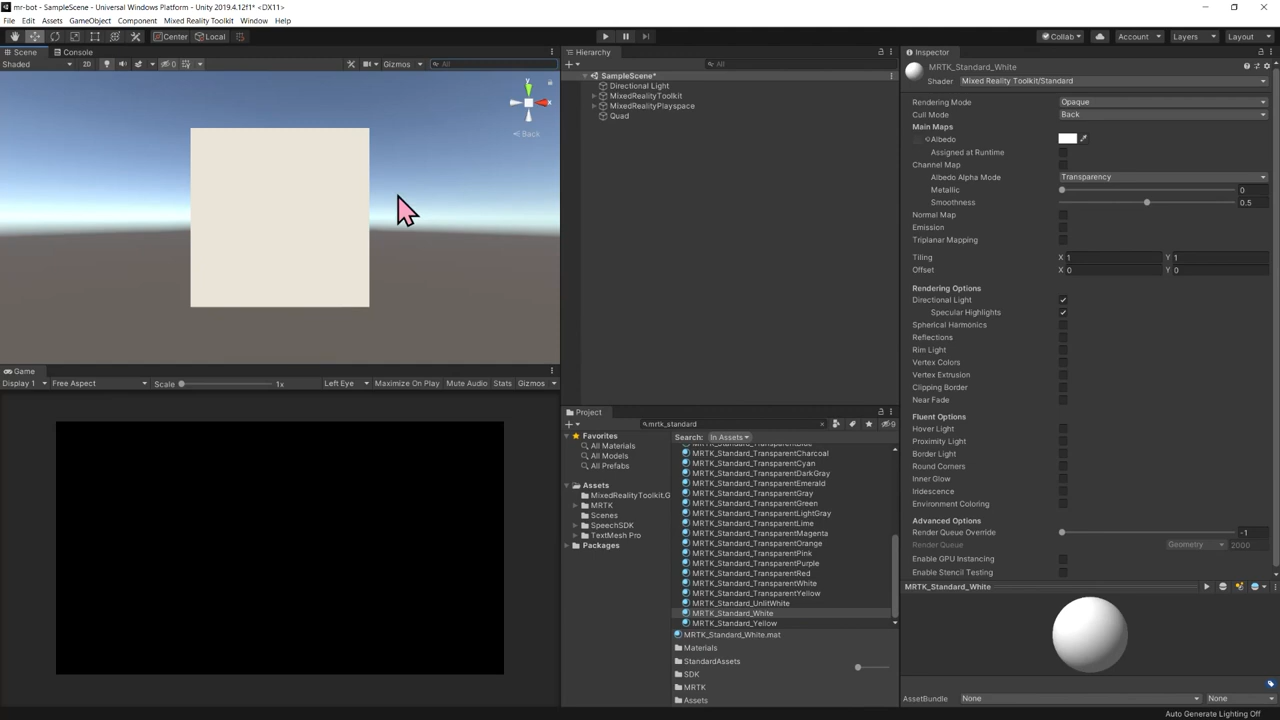 mr-bot - SampleScene - Universal Windows Platform - Unity 2019.4.12f1* <DX11>
File Edit Assets GameObject Component Mixed Reality Toolkit Window Help
Center Local Collab Account Layers Layout
Scene Console
Shaded 2D 0 Gizmos All
y
x
Back
Game
Display 1 Free Aspect Scale 1x Left Eye Maximize On Play Mute Audio Stats Gizmos
Hierarchy
All
SampleScene*
Directional Light
MixedRealityToolkit
MixedRealityPlayspace
Quad
Project
mrtk_standard 9
Favorites
All Materials
All Models
All Prefabs
Assets
MixedRealityToolkit.G
MRTK
Scenes
SpeechSDK
TextMesh Pro
Packages
Search: In Assets
MRTK_Standard_TransparentBlue
MRTK_Standard_TransparentCharcoal
MRTK_Standard_TransparentCyan
MRTK_Standard_TransparentDarkGray
MRTK_Standard_TransparentEmerald
MRTK_Standard_TransparentGray
MRTK_Standard_TransparentGreen
MRTK_Standard_TransparentLightGray
MRTK_Standard_TransparentLime
MRTK_Standard_TransparentMagenta
MRTK_Standard_TransparentOrange
MRTK_Standard_TransparentPink
MRTK_Standard_TransparentPurple
MRTK_Standard_TransparentRed
MRTK_Standard_TransparentWhite
MRTK_Standard_TransparentYellow
MRTK_Standard_UnlitWhite
MRTK_Standard_White
MRTK_Standard_Yellow
MRTK_Standard_White.mat
Materials
StandardAssets
SDK
MRTK
Assets
Inspector
MRTK_Standard_White
Shader Mixed Reality Toolkit/Standard
Rendering Mode Opaque
Cull Mode Back
Main Maps
Albedo
Assigned at Runtime
Channel Map
Albedo Alpha Mode Transparency
Metallic 0
Smoothness 0.5
Normal Map
Emission
Triplanar Mapping
Tiling X 1 Y 1
Offset X 0 Y 0
Rendering Options
Directional Light
Specular Highlights
Spherical Harmonics
Reflections
Rim Light
Vertex Colors
Vertex Extrusion
Clipping Border
Near Fade
Fluent Options
Hover Light
Proximity Light
Border Light
Round Corners
Inner Glow
Iridescence
Environment Coloring
Advanced Options
Render Queue Override -1
Render Queue Geometry 2000
Enable GPU Instancing
Enable Stencil Testing
MRTK_Standard_White
AssetBundle None None
Auto Generate Lighting Off